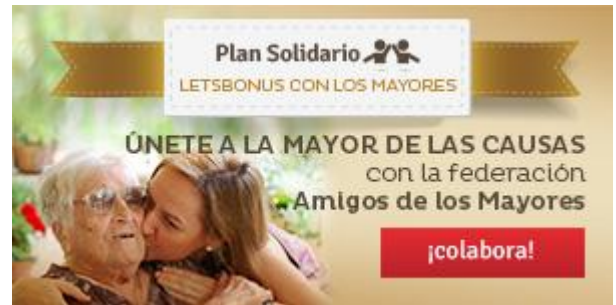 Plan Solidario
LETSBONUS CON LOS MAYORES
ÚNETE A LA MAYOR DE LAS CAUSAS
con la federación
Amigos de los Mayores
¡colabora!